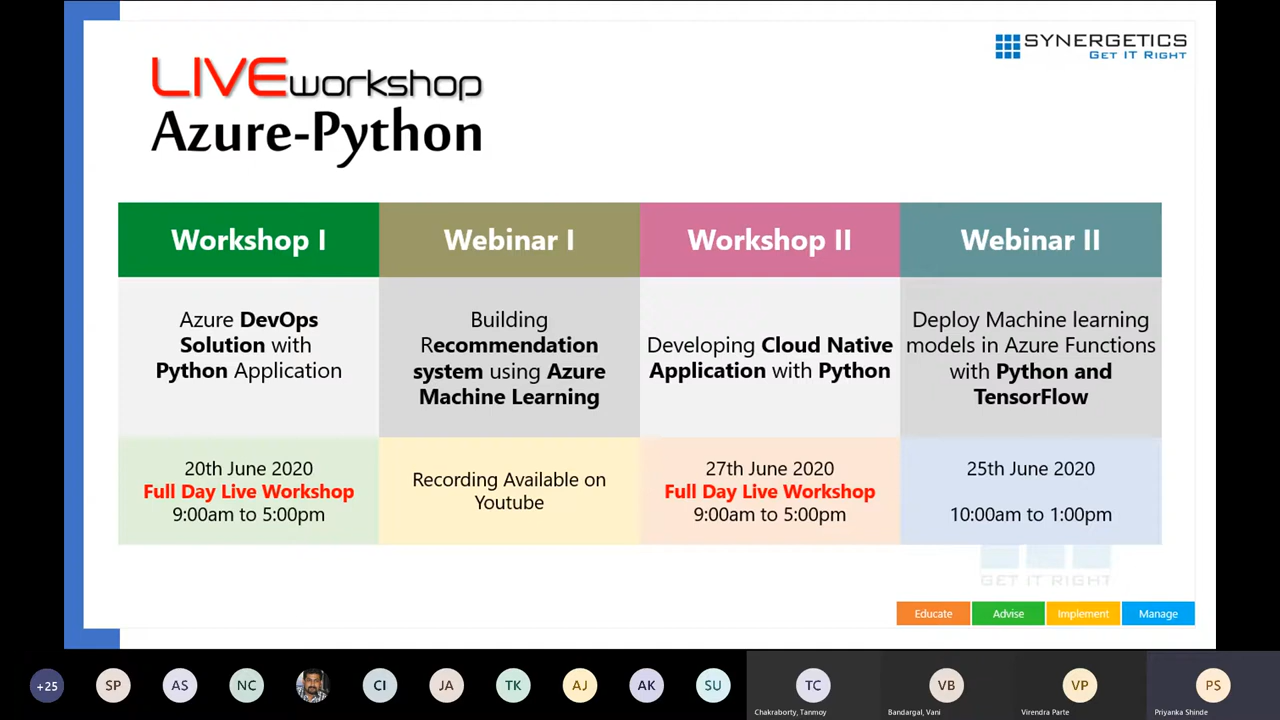 SYNERGETICS
GET IT RIGHT
LIVEworkshop
Azure-Python
Workshop I
Webinar I
Workshop II
Webinar II
Azure DevOps
Solution with
Python Application
Building
Recommendation
system using Azure
Machine Learning
Developing Cloud Native
Application with Python
Deploy Machine learning
models in Azure Functions
with Python and
TensorFlow
20th June 2020
Full Day Live Workshop
9:00am to 5:00pm
Recording Available on
Youtube
27th June 2020
Full Day Live Workshop
9:00am to 5:00pm
25th June 2020
10:00am to 1:00pm
GET IT RIGHT
Educate
Advise
Implement
Manage
+25
SP
AS
NC
CI
JA
TK
AJ
AK
SU
TC
VB
VP
PS
Chakraborty, Tanmoy
Bandargal, Vani
Virendra Parte
Priyanka Shinde